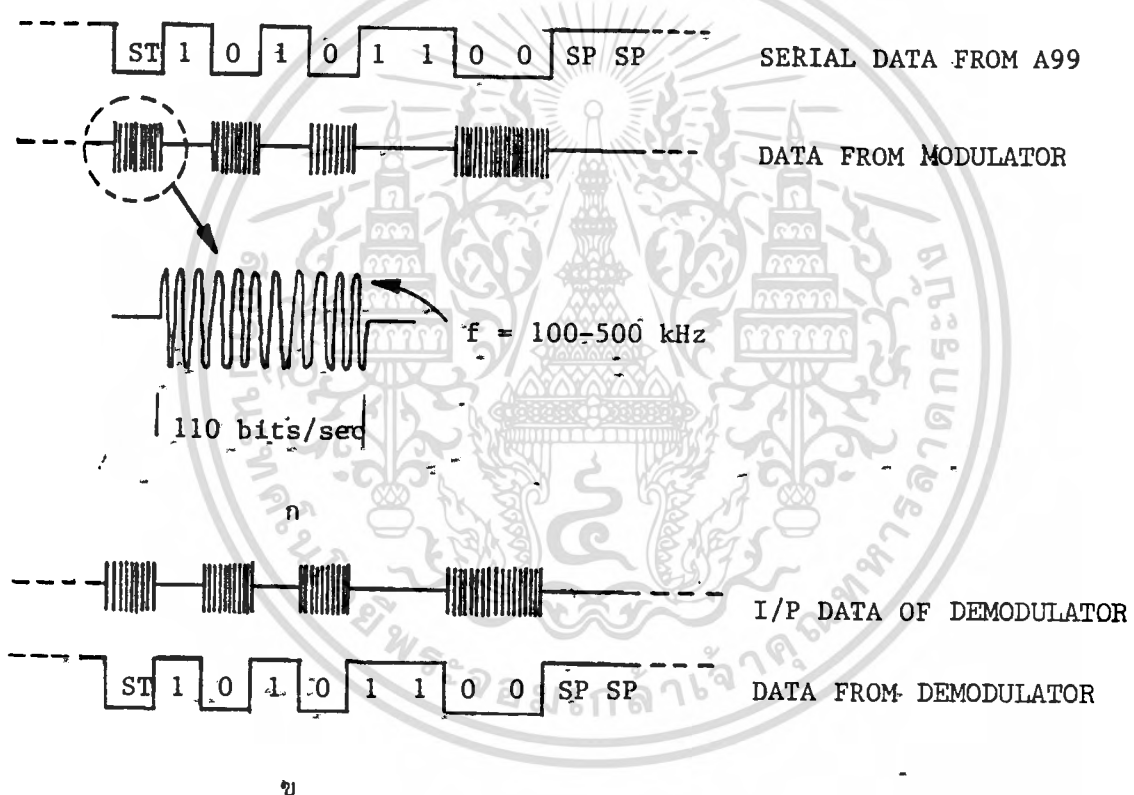 ST 1 0 1 0 1 1 0 0 SP SP SERIAL DATA FROM A99
DATA FROM MODULATOR
f = 100-500 kHz
110 bits/sec
ก
I/P DATA OF DEMODULATOR
ST 1 0 1 0 1 1 0 0 SP SP DATA FROM DEMODULATOR
ข